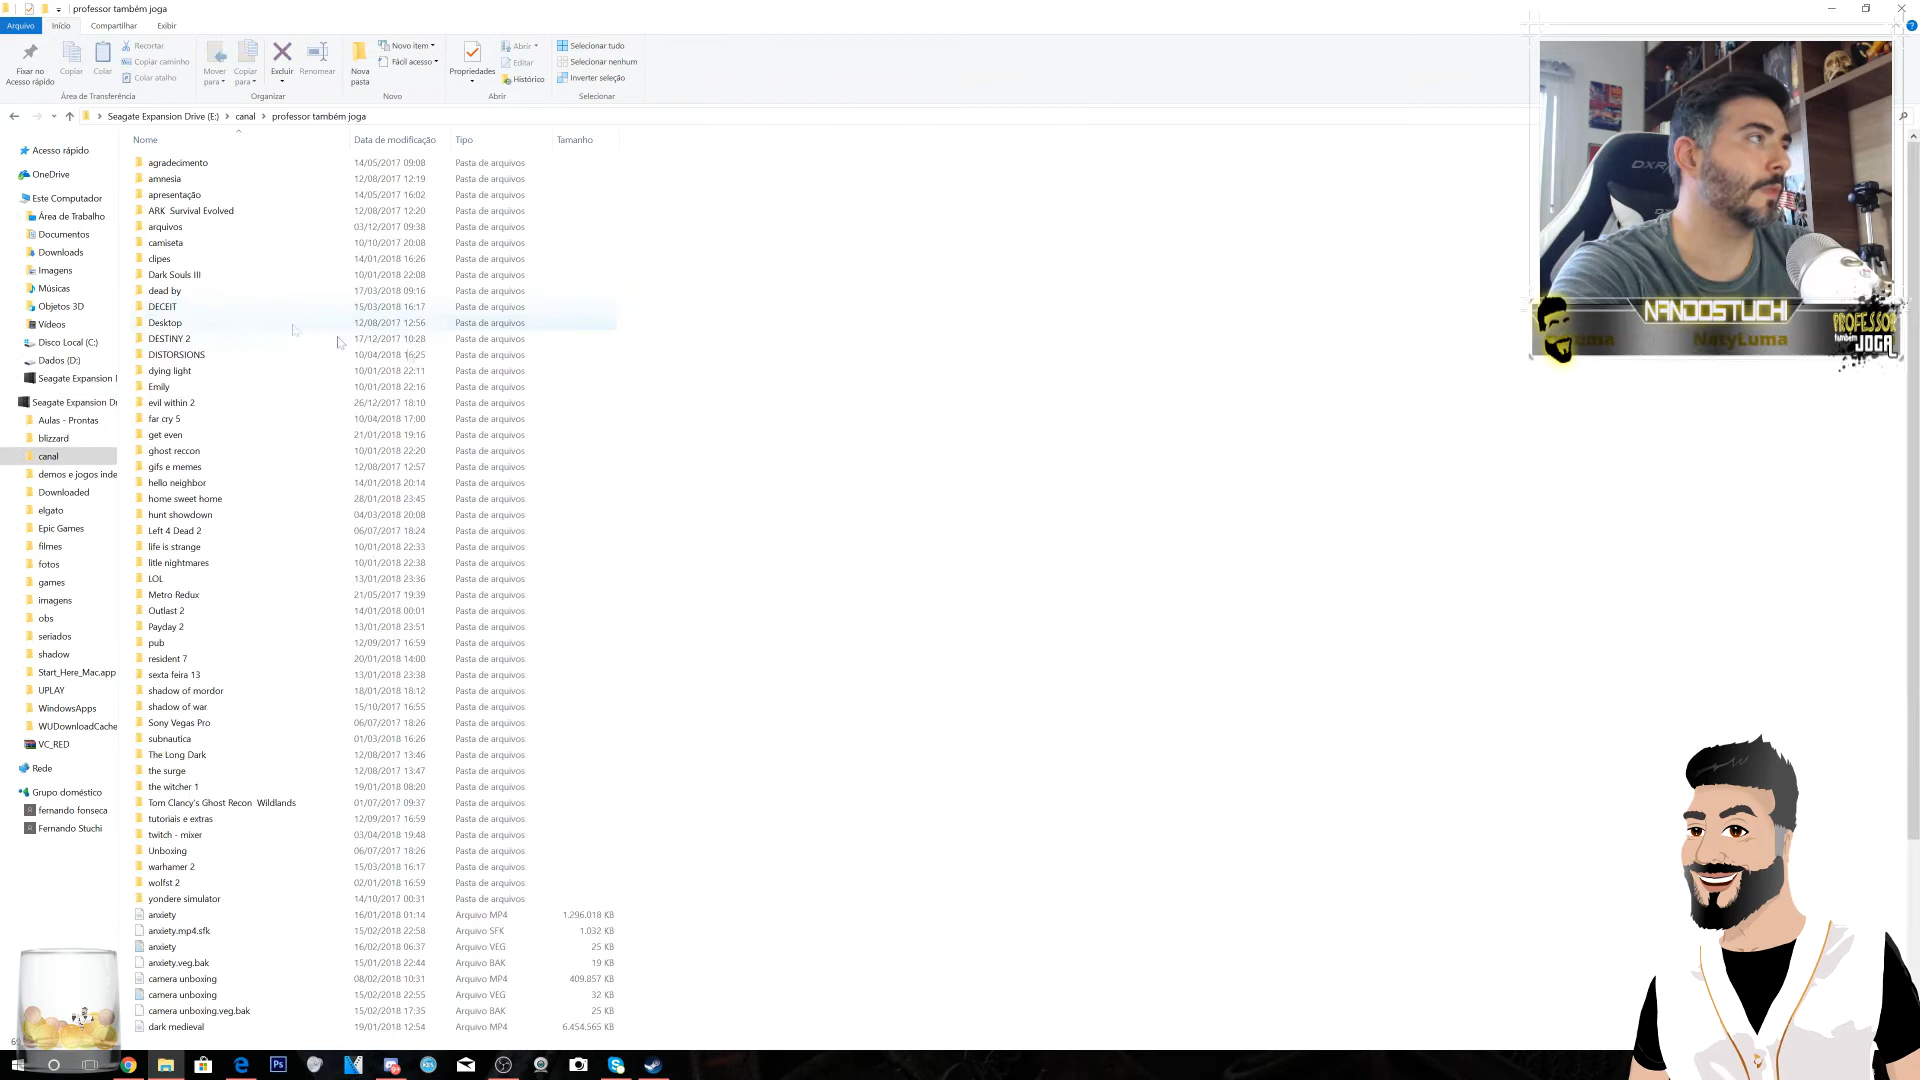 professor também joga
Arquivo Início Compartilhar Exibir
Fixar no Acesso rápido
Copiar
Colar
Recortar
Copiar caminho
Colar atalho
Área de Transferência
Mover para
Copiar para
Excluir
Renomear
Organizar
Nova pasta
Novo item
Fácil acesso
Novo
Propriedades
Abrir
Editar
Histórico
Abrir
Selecionar tudo
Selecionar nenhum
Inverter seleção
Selecionar
Seagate Expansion Drive (E:) > canal > professor também joga
Acesso rápido
OneDrive
Este Computador
Área de Trabalho
Documentos
Downloads
Imagens
Músicas
Objetos 3D
Vídeos
Disco Local (C:)
Dados (D:)
Seagate Expansion
Seagate Expansion Dr
Aulas - Prontas
blizzard
canal
demos e jogos inde
Downloaded
elgato
Epic Games
filmes
fotos
games
imagens
obs
seriados
shadow
Start_Here_Mac.app
UPLAY
WindowsApps
WUDownloadCache
VC_RED
Rede
Grupo doméstico
fernando fonseca
Fernando Stuchi
Nome Data de modificação Tipo Tamanho
agradecimento 14/05/2017 09:08 Pasta de arquivos
amnesia 12/08/2017 12:19 Pasta de arquivos
apresentação 14/05/2017 16:02 Pasta de arquivos
ARK Survival Evolved 12/08/2017 12:20 Pasta de arquivos
arquivos 03/12/2017 09:38 Pasta de arquivos
camiseta 10/10/2017 20:08 Pasta de arquivos
clipes 14/01/2018 16:26 Pasta de arquivos
Dark Souls III 10/01/2018 22:08 Pasta de arquivos
dead by 17/03/2018 09:16 Pasta de arquivos
DECEIT 15/03/2018 16:17 Pasta de arquivos
Desktop 12/08/2017 12:56 Pasta de arquivos
DESTINY 2 17/12/2017 10:28 Pasta de arquivos
DISTORSIONS 10/04/2018 16:25 Pasta de arquivos
dying light 10/01/2018 22:11 Pasta de arquivos
Emily 10/01/2018 22:16 Pasta de arquivos
evil within 2 26/12/2017 18:10 Pasta de arquivos
far cry 5 10/04/2018 17:00 Pasta de arquivos
get even 21/01/2018 19:16 Pasta de arquivos
ghost reccon 10/01/2018 22:20 Pasta de arquivos
gifs e memes 12/08/2017 12:57 Pasta de arquivos
hello neighbor 14/01/2018 20:14 Pasta de arquivos
home sweet home 28/01/2018 23:45 Pasta de arquivos
hunt showdown 04/03/2018 20:08 Pasta de arquivos
Left 4 Dead 2 06/07/2017 18:24 Pasta de arquivos
life is strange 10/01/2018 22:33 Pasta de arquivos
litle nightmares 10/01/2018 22:38 Pasta de arquivos
LOL 13/01/2018 23:36 Pasta de arquivos
Metro Redux 21/05/2017 19:39 Pasta de arquivos
Outlast 2 14/01/2018 00:01 Pasta de arquivos
Payday 2 13/01/2018 23:51 Pasta de arquivos
pub 12/09/2017 16:59 Pasta de arquivos
resident 7 20/01/2018 14:00 Pasta de arquivos
sexta feira 13 13/01/2018 23:38 Pasta de arquivos
shadow of mordor 18/01/2018 18:12 Pasta de arquivos
shadow of war 15/10/2017 16:55 Pasta de arquivos
Sony Vegas Pro 06/07/2017 18:26 Pasta de arquivos
subnautica 01/03/2018 16:26 Pasta de arquivos
The Long Dark 12/08/2017 13:46 Pasta de arquivos
the surge 12/08/2017 13:47 Pasta de arquivos
the witcher 1 19/01/2018 08:20 Pasta de arquivos
Tom Clancy's Ghost Recon Wildlands 01/07/2017 09:37 Pasta de arquivos
tutoriais e extras 12/09/2017 16:59 Pasta de arquivos
twitch - mixer 03/04/2018 19:48 Pasta de arquivos
Unboxing 06/07/2017 18:26 Pasta de arquivos
warhamer 2 15/03/2018 16:17 Pasta de arquivos
wolfst 2 02/01/2018 16:59 Pasta de arquivos
yondere simulator 14/10/2017 00:31 Pasta de arquivos
anxiety 16/01/2018 01:14 Arquivo MP4 1.296.018 KB
anxiety.mp4.sfk 15/02/2018 22:58 Arquivo SFK 1.032 KB
anxiety 16/02/2018 06:37 Arquivo VEG 25 KB
anxiety.veg.bak 15/01/2018 22:44 Arquivo BAK 19 KB
camera unboxing 08/02/2018 10:31 Arquivo MP4 409.857 KB
camera unboxing 15/02/2018 22:55 Arquivo VEG 32 KB
camera unboxing.veg.bak 15/02/2018 17:35 Arquivo BAK 25 KB
dark medieval 19/01/2018 12:54 Arquivo MP4 6.454.565 KB
DXR
NANDOSTUCHI
NatyLuma
PROFESSOR também JOGA
Ps